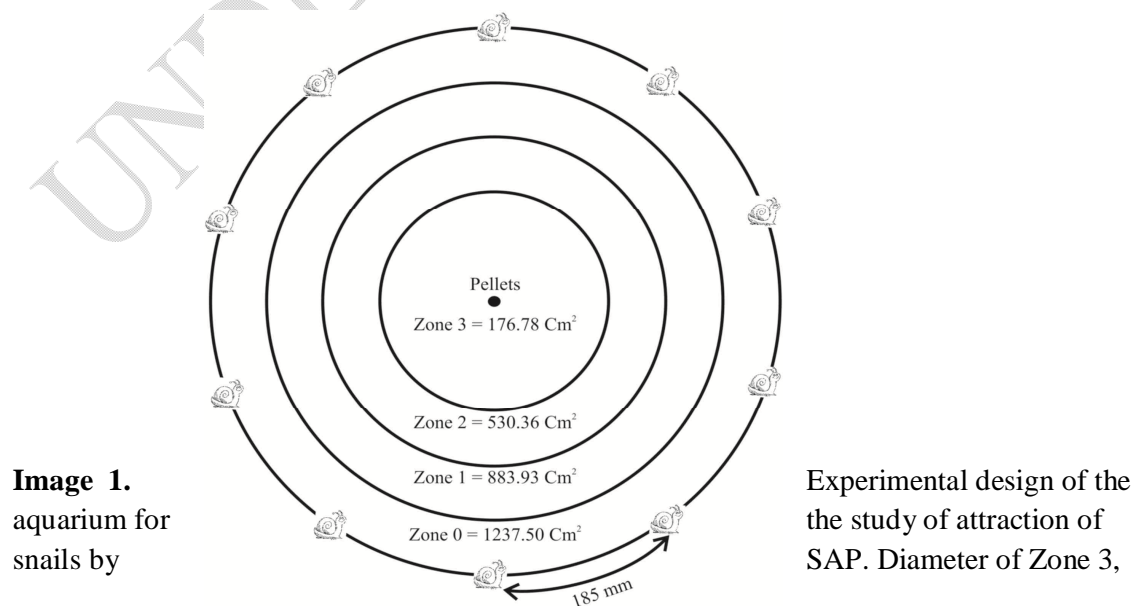 UND
Pellets
Zone 3 = 176.78 Cm²
Zone 2 = 530.36 Cm²
Zone 1 = 883.93 Cm²
Zone 0 = 1237.50 Cm²
185 mm
Image 1. Experimental design of the
aquarium for the study of attraction of
snails by SAP. Diameter of Zone 3,